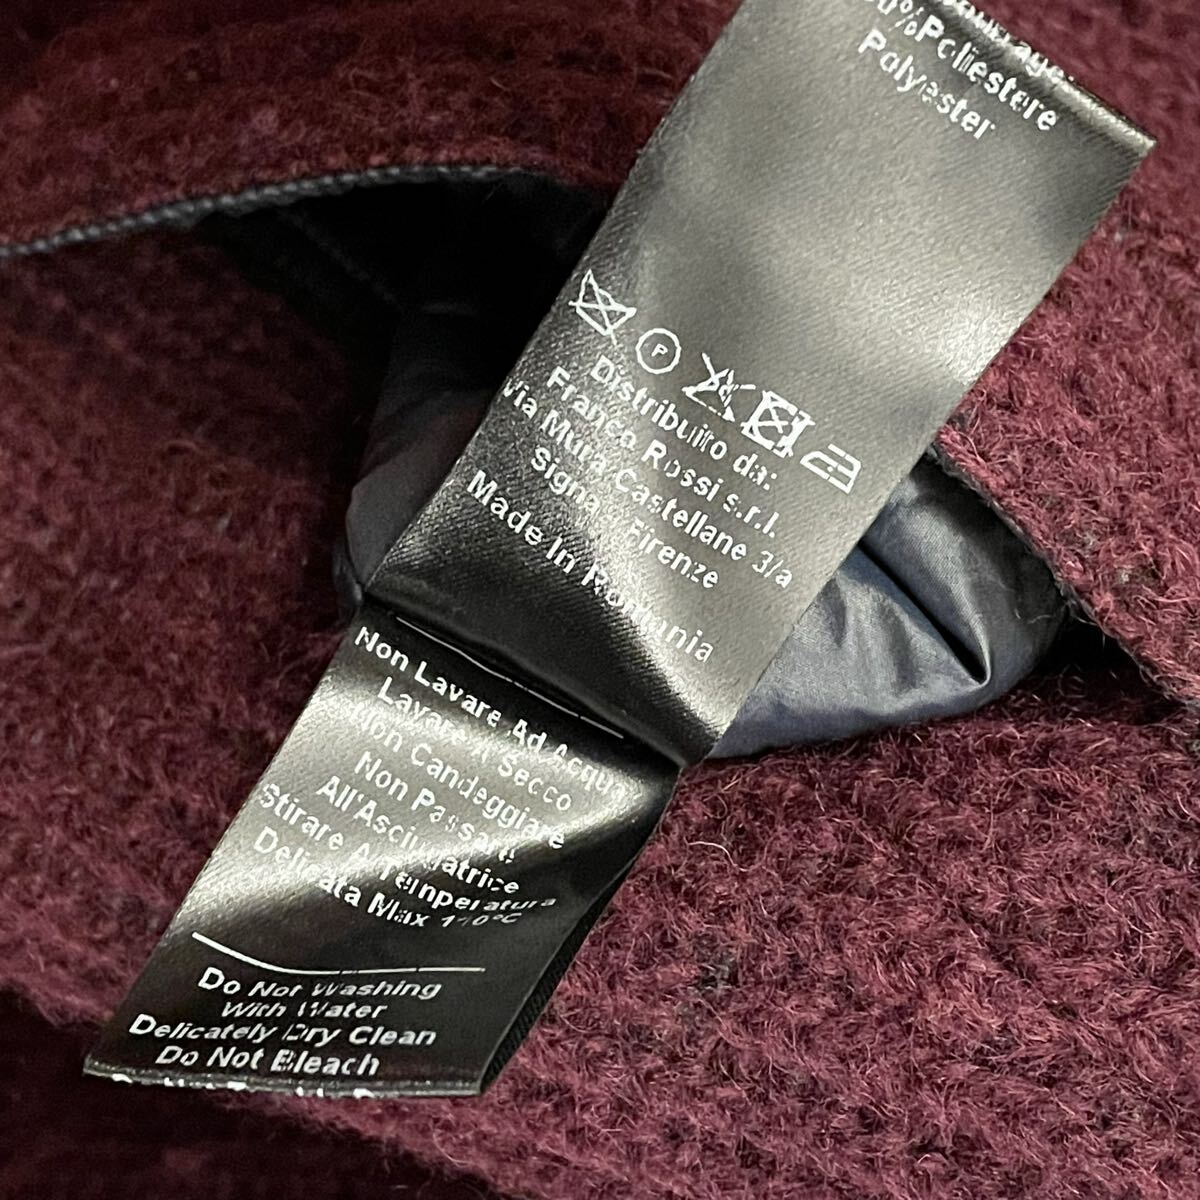 Poliestere
Polyester
F
Distribuito da:
Franco Rossi s.r.l.
Via Mura Castellane 3/a
Signa Firenze
Made In Romania
Non Lavare Ad Acqua
Lavare A Secco
Non Candeggiare
Non Passare
All'Asciugatrice
Stirare A Temperatura
Delicata Max 110°C
Do Not Washing
With Water
Delicately Dry Clean
Do Not Bleach